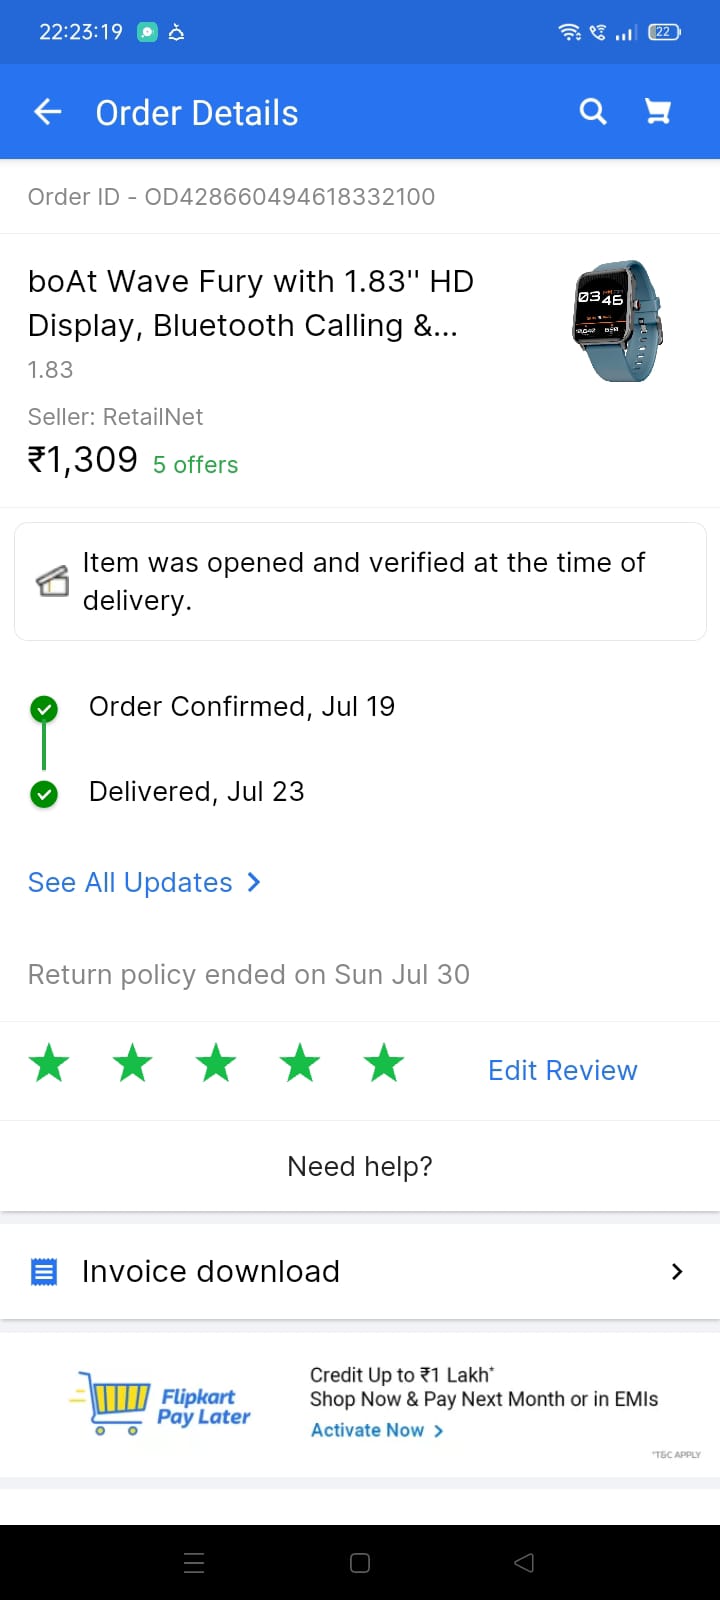 22:23:19
22
Order Details
Order ID - OD428660494618332100
boAt Wave Fury with 1.83'' HD
Display, Bluetooth Calling &...
1.83
Seller: RetailNet
₹1,309 5 offers
Item was opened and verified at the time of
delivery.
Order Confirmed, Jul 19
Delivered, Jul 23
See All Updates
Return policy ended on Sun Jul 30
Edit Review
Need help?
Invoice download
Flipkart
Pay Later
Credit Up to ₹1 Lakh*
Shop Now & Pay Next Month or in EMIs
Activate Now
*T&C APPLY